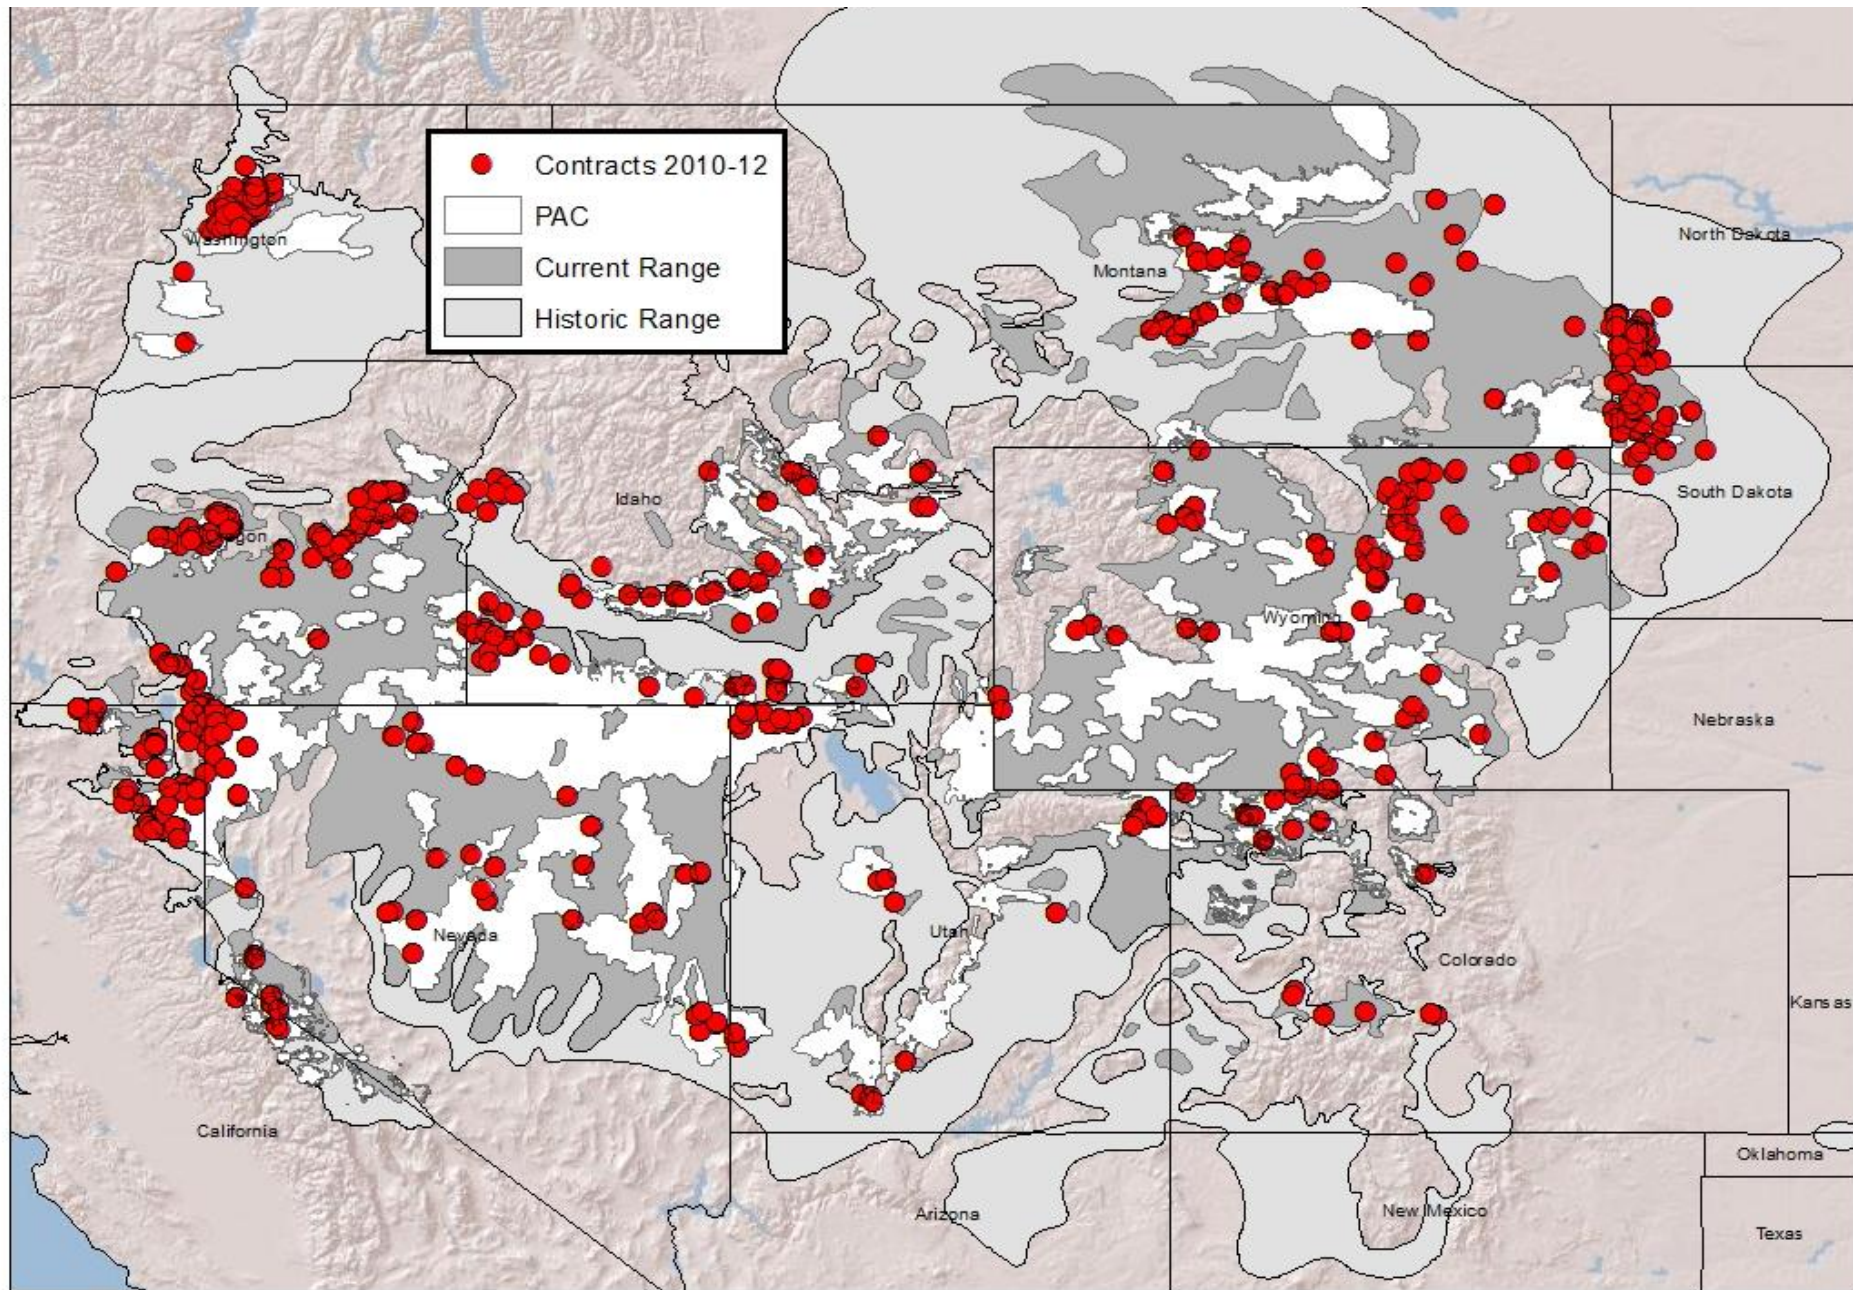 Contracts 2010-12
PAC
Current Range
Historic Range
Washington
North Dakota
Montana
Idaho
South Dakota
gon
Wyoming
Nebraska
Nevada
Utah
Colorado
Kansas
California
Oklahoma
Arizona
New Mexico
Texas